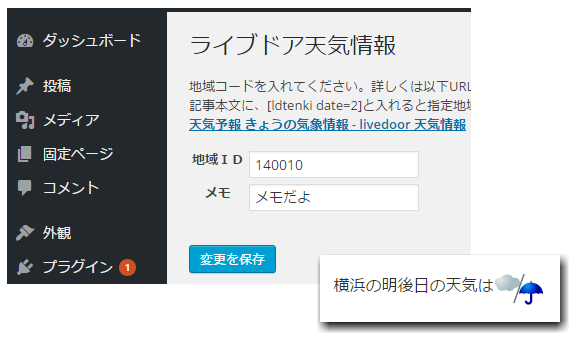 ダッシュボード
投稿
メディア
固定ページ
コメント
外観
プラグイン 1
ライブドア天気情報
地域コードを入れてください。詳しくは以下URL
記事本文に、[ldtenki date=2]と入れると指定地域
天気予報 きょうの気象情報 - livedoor 天気情報
地域ＩＤ 140010
メモ メモだよ
変更を保存
横浜の明後日の天気は